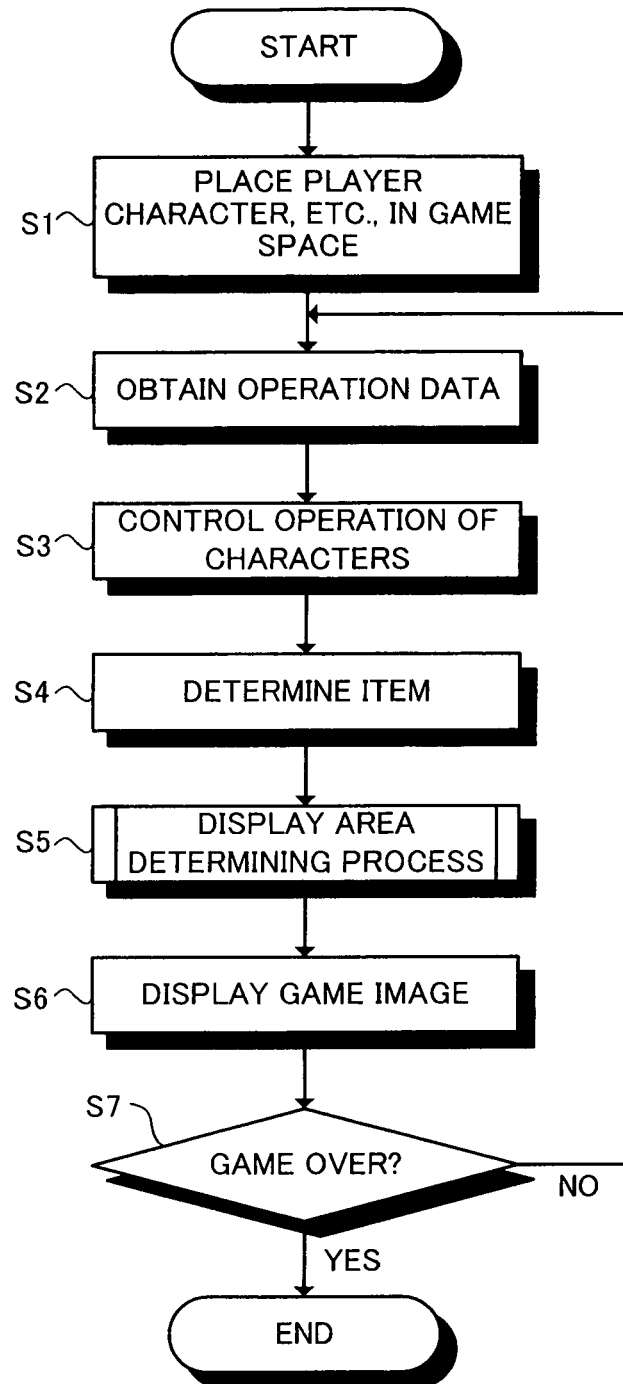 START
S1
PLACE PLAYER
CHARACTER, ETC., IN GAME
SPACE
S2
OBTAIN OPERATION DATA
S3
CONTROL OPERATION OF
CHARACTERS
S4
DETERMINE ITEM
S5
DISPLAY AREA
DETERMINING PROCESS
S6
DISPLAY GAME IMAGE
S7
GAME OVER?
NO
YES
END